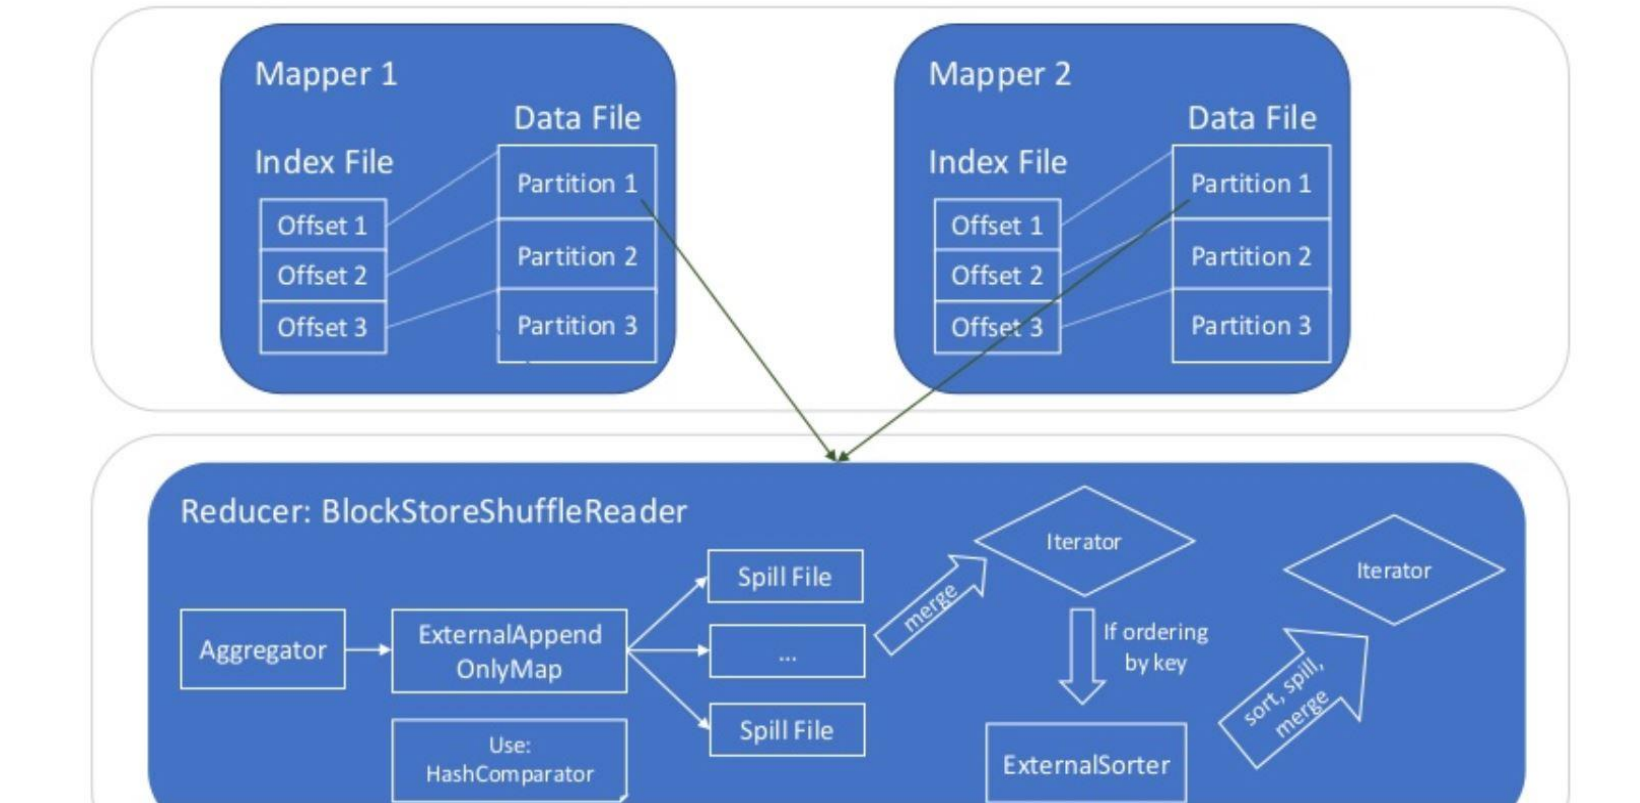 Mapper 1
Data File
Index File
Partition 1
Offset 1
Partition 2
Offset 2
Partition 3
Offset 3
Mapper 2
Data File
Index File
Partition 1
Offset 1
Partition 2
Offset 2
Partition 3
Offset 3
Reducer: BlockStoreShuffleReader
Aggregator
ExternalAppend
OnlyMap
Use:
HashComparator
Spill File
...
Spill File
merge
Iterator
If ordering
by key
ExternalSorter
sort, spill,
merge
Iterator